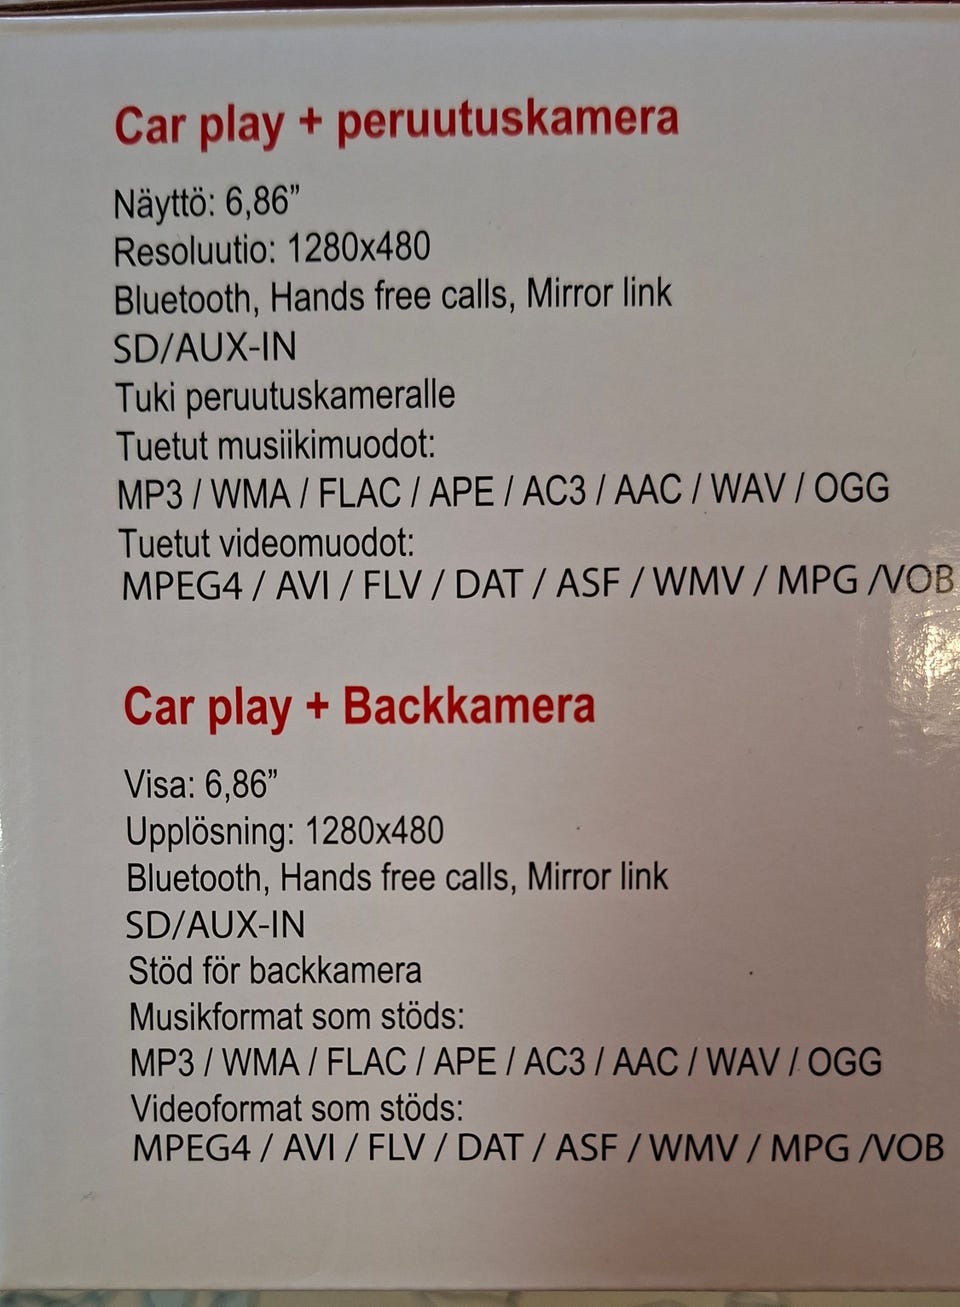 Car play + peruutuskamera
Näyttö: 6,86”
Resoluutio: 1280x480
Bluetooth, Hands free calls, Mirror link
SD/AUX-IN
Tuki peruutuskameralle
Tuetut musiikimuodot:
MP3 / WMA / FLAC / APE / AC3 / AAC / WAV / OGG
Tuetut videomuodot:
MPEG4 / AVI / FLV / DAT / ASF / WMV / MPG /VOB
Car play + Backkamera
Visa: 6,86”
Upplösning: 1280x480
Bluetooth, Hands free calls, Mirror link
SD/AUX-IN
Stöd för backkamera
Musikformat som stöds:
MP3 / WMA / FLAC / APE / AC3 / AAC / WAV / OGG
Videoformat som stöds:
MPEG4 / AVI / FLV / DAT / ASF / WMV / MPG /VOB